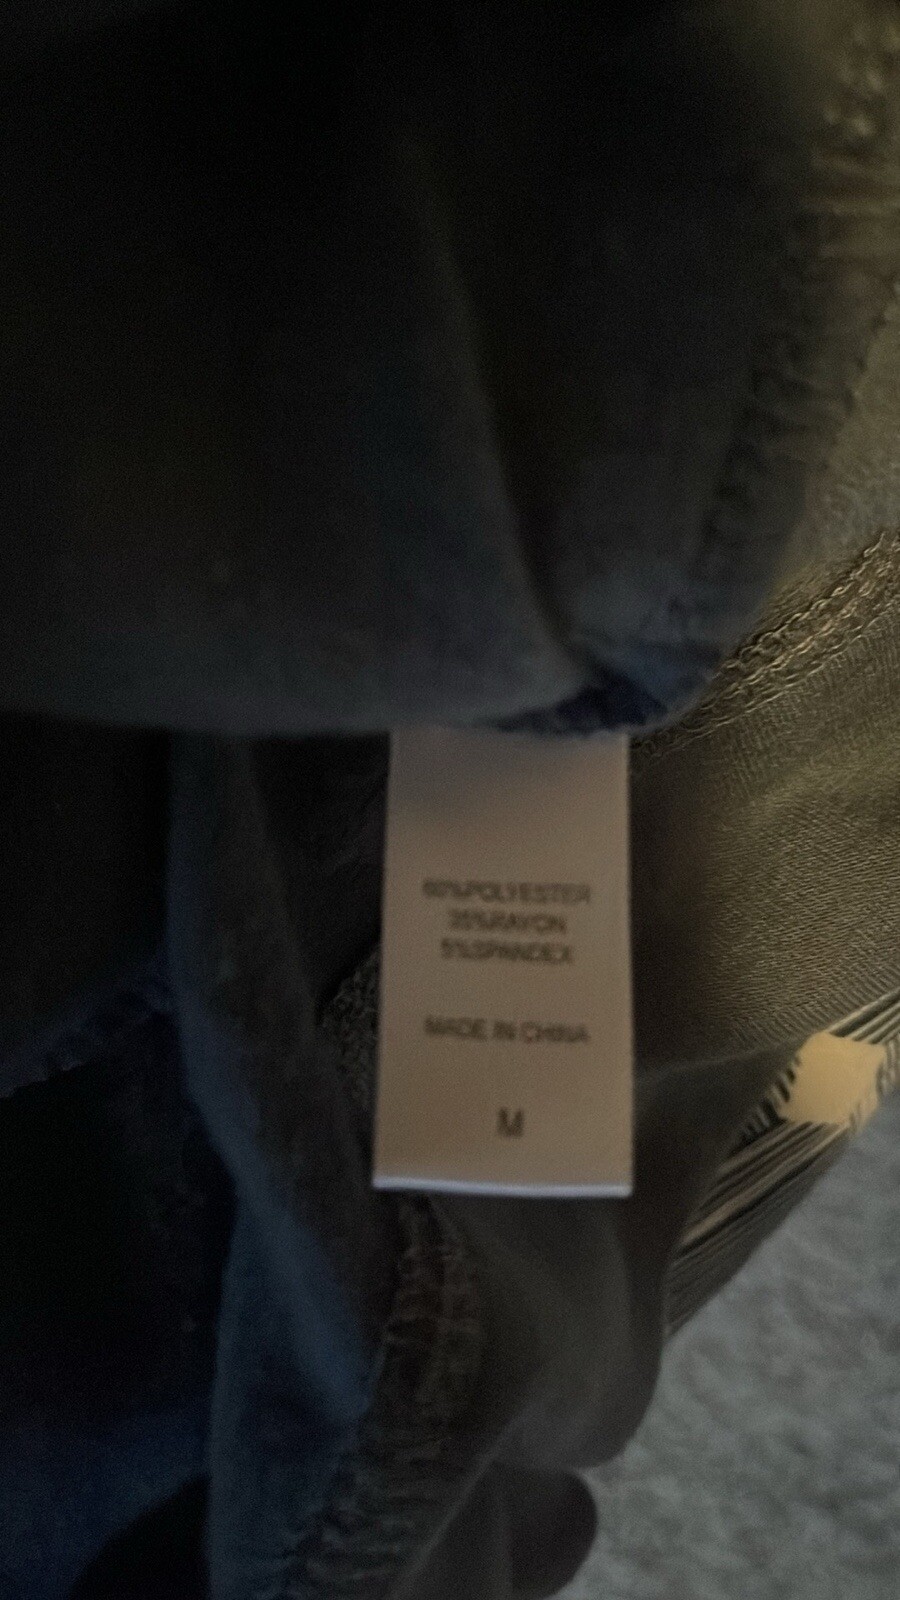 60%POLYESTER
35%RAYON
5%SPANDEX
MADE IN CHINA
M